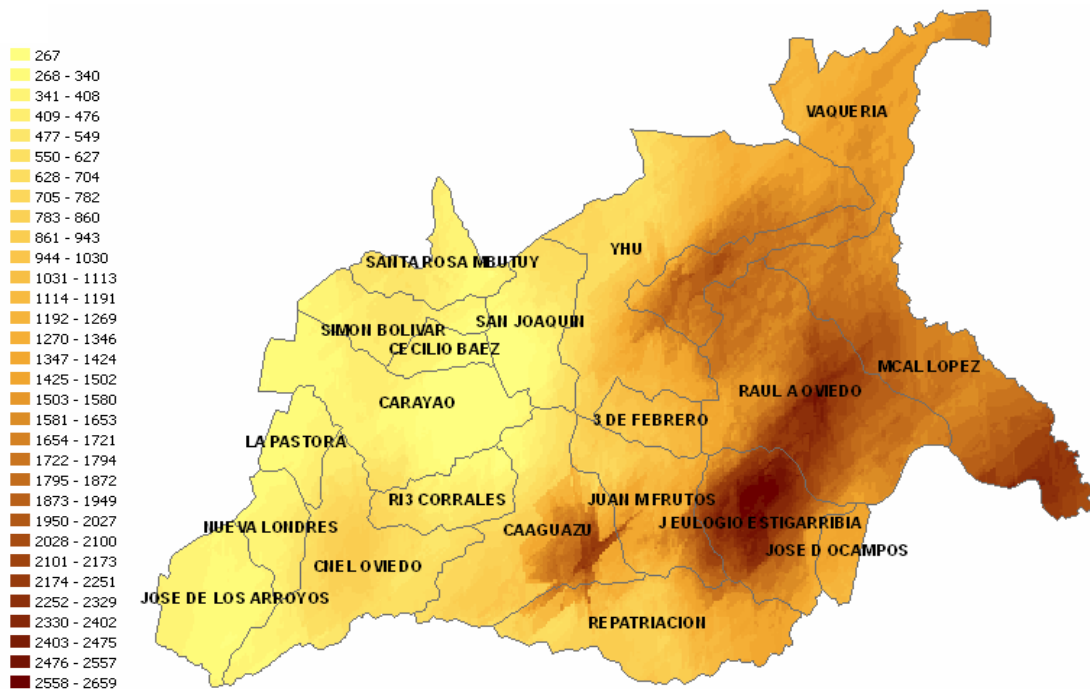 267
268 - 340
341 - 408
409 - 476
477 - 549
550 - 627
628 - 704
705 - 782
783 - 860
861 - 943
944 - 1030
1031 - 1113
1114 - 1191
1192 - 1269
1270 - 1346
1347 - 1424
1425 - 1502
1503 - 1580
1581 - 1653
1654 - 1721
1722 - 1794
1795 - 1872
1873 - 1949
1950 - 2027
2028 - 2100
2101 - 2173
2174 - 2251
2252 - 2329
2330 - 2402
2403 - 2475
2476 - 2557
2558 - 2659
VAQUERIA
YHU
SANTA ROSA MBUTUY
SAN JOAQUIN
SIMON BOLIVAR
CECILIO BAEZ
MCAL LOPEZ
RAUL A OVIEDO
CARAYAO
3 DE FEBRERO
LA PASTORA
RI3 CORRALES
JUAN M FRUTOS
NUEVA LONDRES
CAAGUAZU
J EULOGIO ESTIGARRIBIA
JOSE D OCAMPOS
CNEL OVIEDO
JOSE DE LOS ARROYOS
REPATRIACION